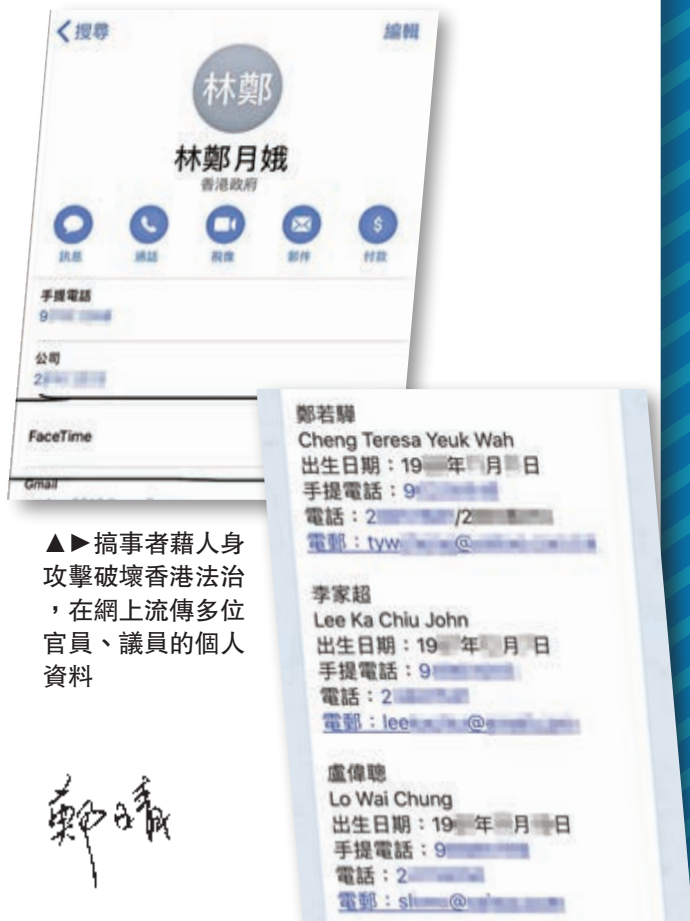 搜尋
編輯
林鄭
林鄭月娥
香港政府
訊息 通話 視像 郵件 付款
手提電話
9
公司
2
FaceTime
Gmail
▲▶搞事者藉人身
攻擊破壞香港法治
，在網上流傳多位
官員、議員的個人
資料
鄭若驊
Cheng Teresa Yeuk Wah
出生日期：19 年 月 日
手提電話：9
電話：2 /2
電郵：tyw @
李家超
Lee Ka Chiu John
出生日期：19 年 月 日
手提電話：9
電話：2
電郵：lee @
盧偉聰
Lo Wai Chung
出生日期：19 年 月 日
手提電話：9
電話：2
電郵：sl @